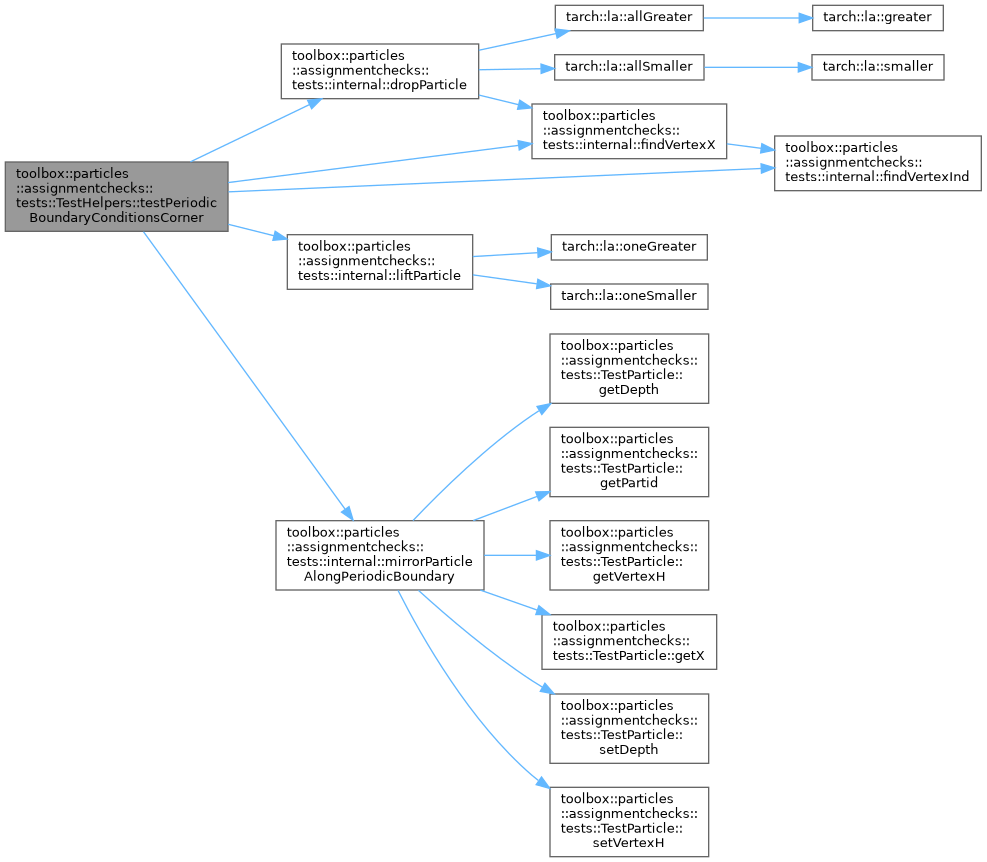 toolbox::particles
::assignmentchecks::
tests::TestHelpers::testPeriodic
BoundaryConditionsCorner
toolbox::particles
::assignmentchecks::
tests::internal::dropParticle
tarch::la::allGreater
tarch::la::greater
tarch::la::allSmaller
tarch::la::smaller
toolbox::particles
::assignmentchecks::
tests::internal::findVertexX
toolbox::particles
::assignmentchecks::
tests::internal::findVertexInd
toolbox::particles
::assignmentchecks::
tests::internal::liftParticle
tarch::la::oneGreater
tarch::la::oneSmaller
toolbox::particles
::assignmentchecks::
tests::internal::mirrorParticle
AlongPeriodicBoundary
toolbox::particles
::assignmentchecks::
tests::TestParticle::
getDepth
toolbox::particles
::assignmentchecks::
tests::TestParticle::
getPartid
toolbox::particles
::assignmentchecks::
tests::TestParticle::
getVertexH
toolbox::particles
::assignmentchecks::
tests::TestParticle::getX
toolbox::particles
::assignmentchecks::
tests::TestParticle::
setDepth
toolbox::particles
::assignmentchecks::
tests::TestParticle::
setVertexH